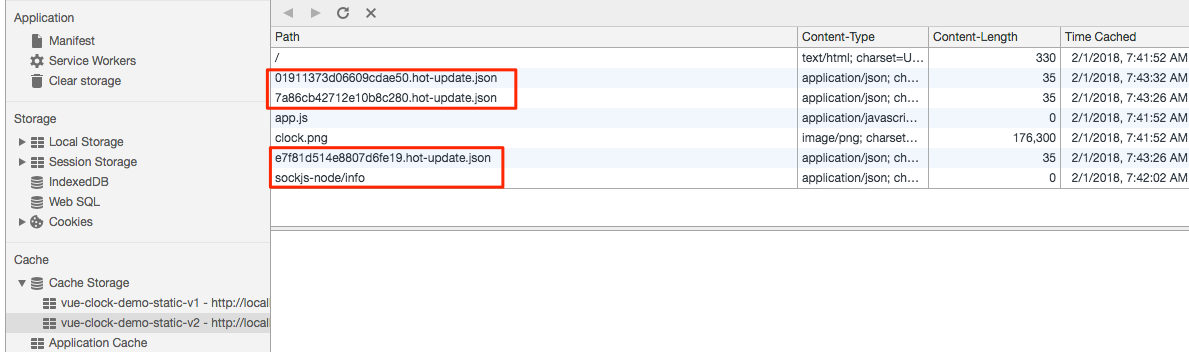 Application
Manifest
Service Workers
Clear storage
Storage
Local Storage
Session Storage
IndexedDB
Web SQL
Cookies
Cache
Cache Storage
vue-clock-demo-static-v1 - http://local
vue-clock-demo-static-v2 - http://local
Application Cache
Path Content-Type Content-Length Time Cached
/ text/html; charset=U... 330 2/1/2018, 7:41:52 AM
01911373d06609cdae50.hot-update.json application/json; ch... 35 2/1/2018, 7:43:32 AM
7a86cb42712e10b8c280.hot-update.json application/json; ch... 35 2/1/2018, 7:43:26 AM
app.js application/javascri... 0 2/1/2018, 7:41:52 AM
clock.png image/png; charset... 176,300 2/1/2018, 7:41:52 AM
e7f81d514e8807d6fe19.hot-update.json application/json; ch... 35 2/1/2018, 7:43:26 AM
sockjs-node/info application/json; ch... 0 2/1/2018, 7:42:02 AM